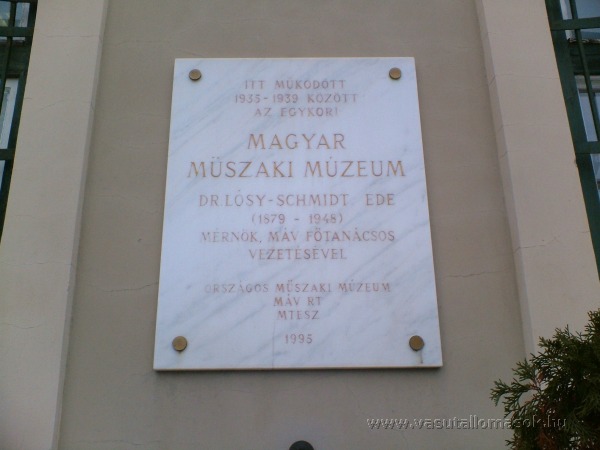 ITT MŰKÖDÖTT
1935-1939 KÖZÖTT
AZ EGYKORI
MAGYAR
MŰSZAKI MÚZEUM
DR.LÓSY-SCHMIDT EDE
(1879 - 1948)
MÉRNÖK, MÁV FŐTANÁCSOS
VEZETÉSÉVEL
ORSZÁGOS MŰSZAKI MÚZEUM
MÁV RT
MTESZ
1995
http://www.vasutallomasok.hu